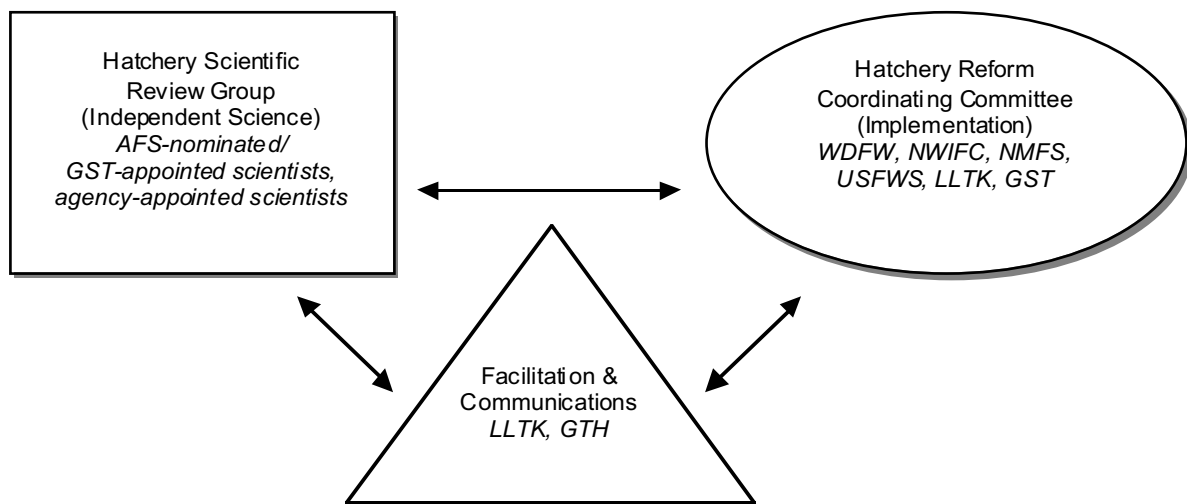 Hatchery Scientific
Review Group
(Independent Science)
AFS-nominated/
GST-appointed scientists,
agency-appointed scientists
Hatchery Reform
Coordinating Committee
(Implementation)
WDFW, NWIFC, NMFS,
USFWS, LLTK, GST
Facilitation &
Communications
LLTK, GTH